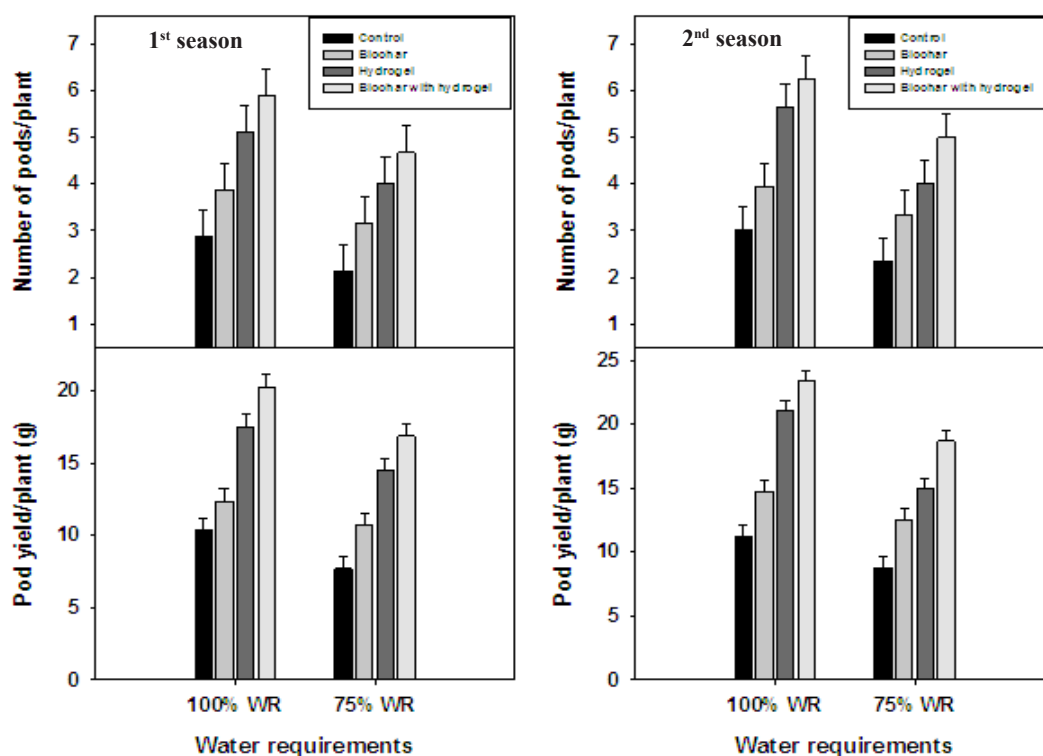 1st season
Control
Biochar
Hydrogel
Biochar with hydrogel
Number of pods/plant
7
6
5
4
3
2
1
Pod yield/plant (g)
20
15
10
5
0
100% WR
75% WR
Water requirements
2nd season
Control
Biochar
Hydrogel
Biochar with hydrogel
Number of pods/plant
7
6
5
4
3
2
1
Pod yield/plant (g)
25
20
15
10
5
0
100% WR
75% WR
Water requirements